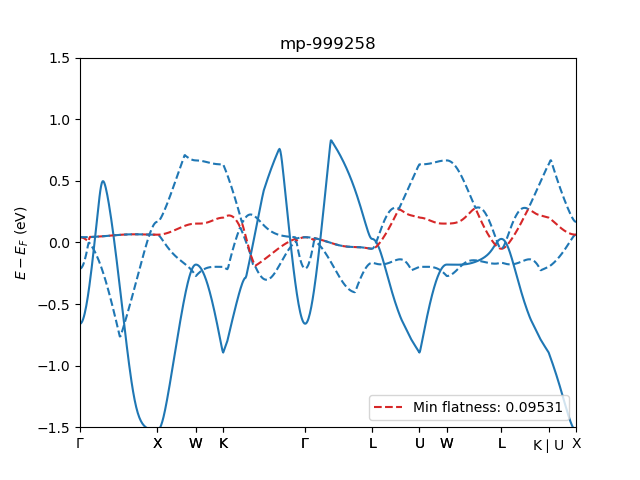 mp-999258
E − E_F (eV)
1.5
1.0
0.5
0.0
−0.5
−1.0
−1.5
Min flatness: 0.09531
Γ X W K Γ L U W L K | U X